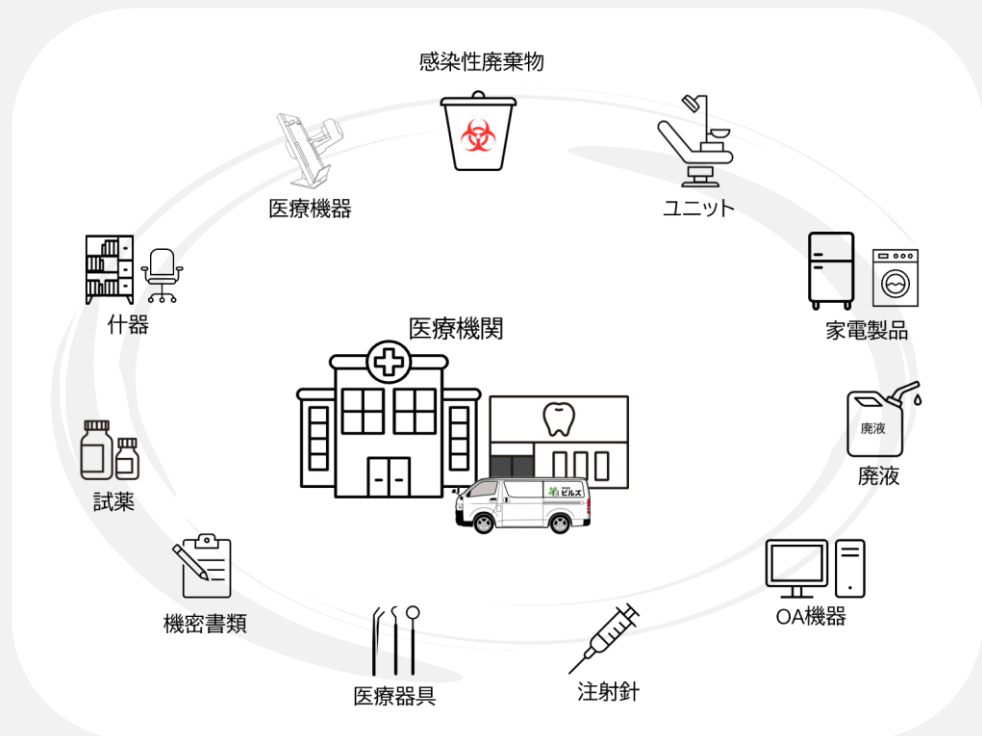 感染性廃棄物
医療機器
ユニット
什器
家電製品
医療機関
ビルズ
廃液
廃液
試薬
機密書類
OA機器
医療器具
注射針